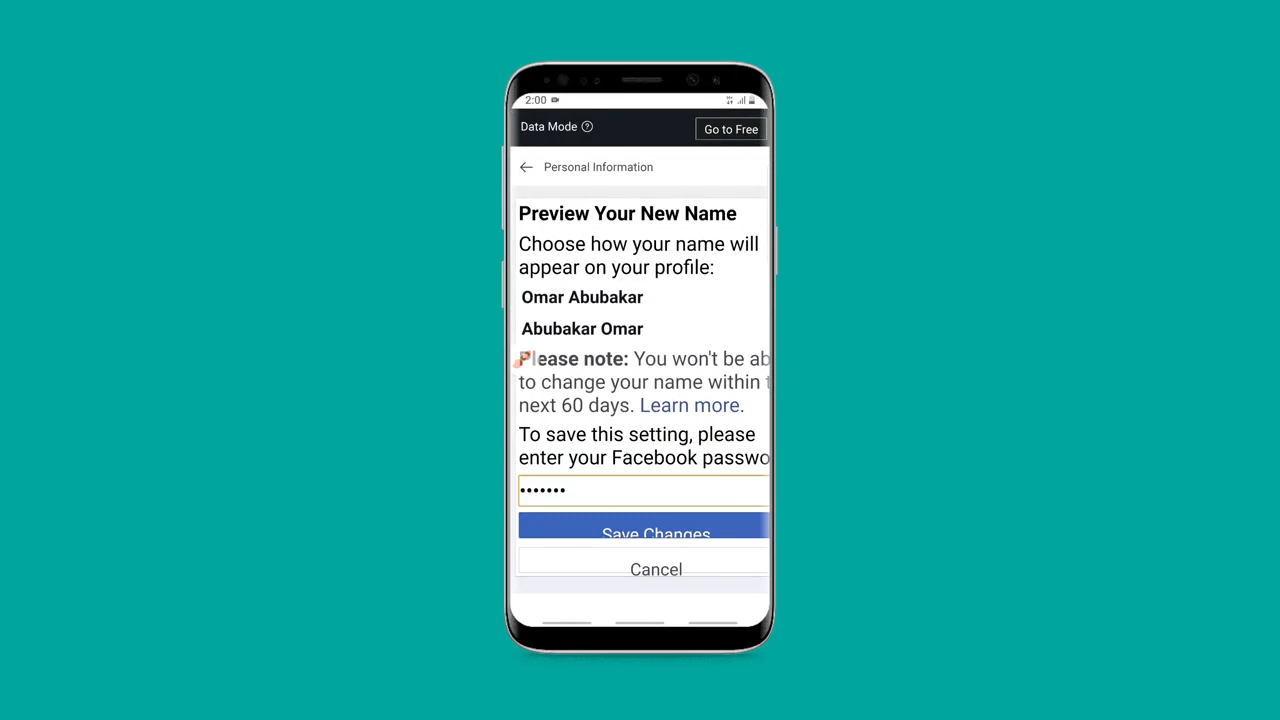 2:00
Data Mode
Go to Free
Personal Information
Preview Your New Name
Choose how your name will
appear on your profile:
Omar Abubakar
Abubakar Omar
Please note: You won't be ab
to change your name within t
next 60 days. Learn more.
To save this setting, please
enter your Facebook passwo
•••••••
Save Changes
Cancel